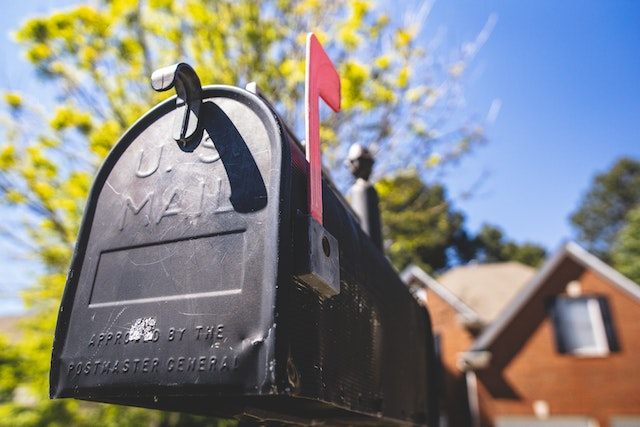 U.S.
MAIL
APPROVED BY THE
POSTMASTER GENERAL